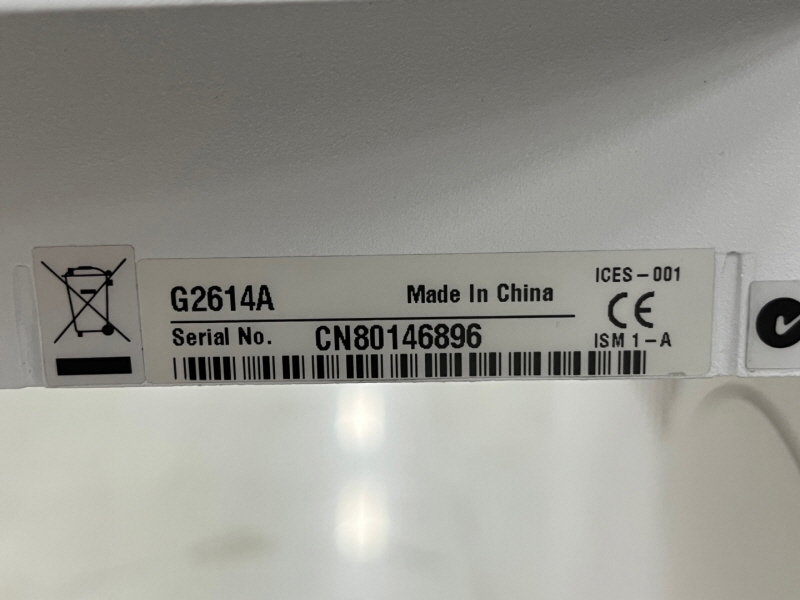 G2614A
Made In China
ICES-001
CE
Serial No. CN80146896
ISM 1-A